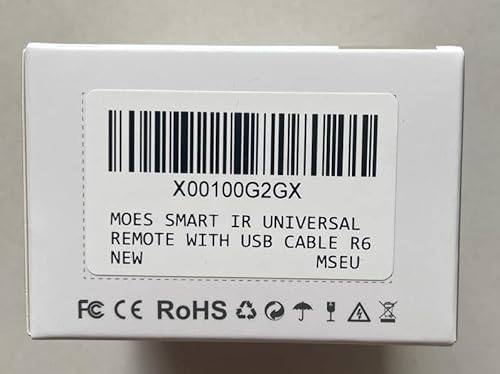 X00100G2GX
MOES SMART IR UNIVERSAL
REMOTE WITH USB CABLE R6
NEW MSEU
FC CE RoHS